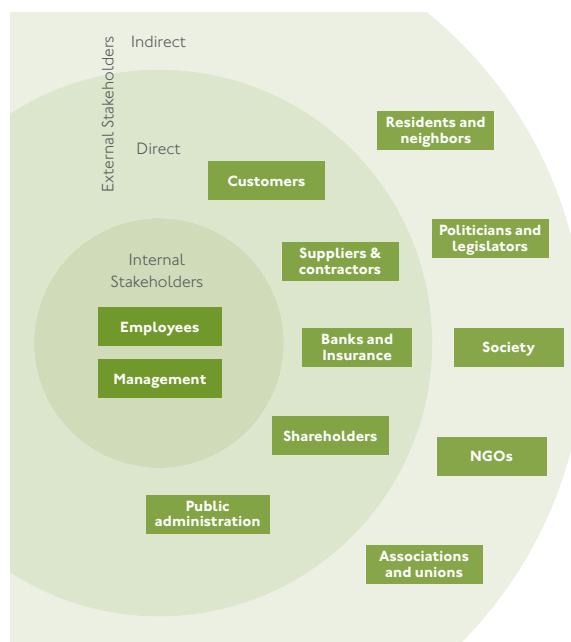 External Stakeholders
Indirect
Direct
Internal
Stakeholders
Employees
Management
Customers
Suppliers &
contractors
Banks and
Insurance
Shareholders
Public
administration
Residents and
neighbors
Politicians and
legislators
Society
NGOs
Associations
and unions